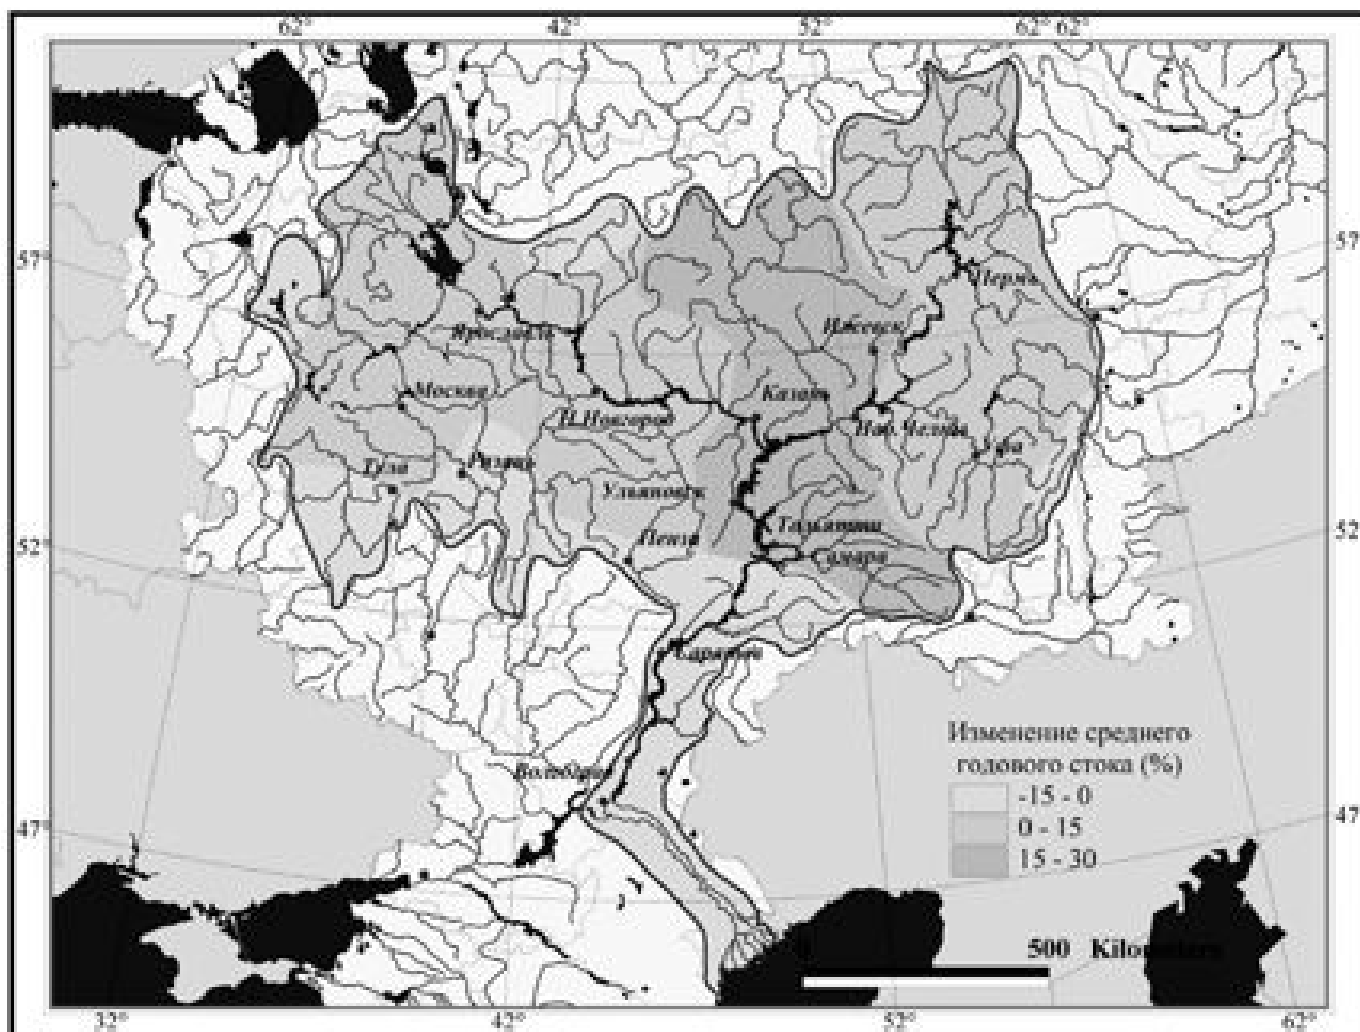 62° 42° 52° 62° 62°
57° 57
Пермь
Ярославль Ижевск
Москва Казань
Н.Новгород Наб.Челны
Тула Рязань Уфа
Ульяновск
Тольятти
52° 52
Пенза Самара
Саратов
Изменение среднего
годового стока (%)
Волгоград
-15 - 0
47° 0 - 15 47
15 - 30
500 Kilometers
32° 42° 52° 62°